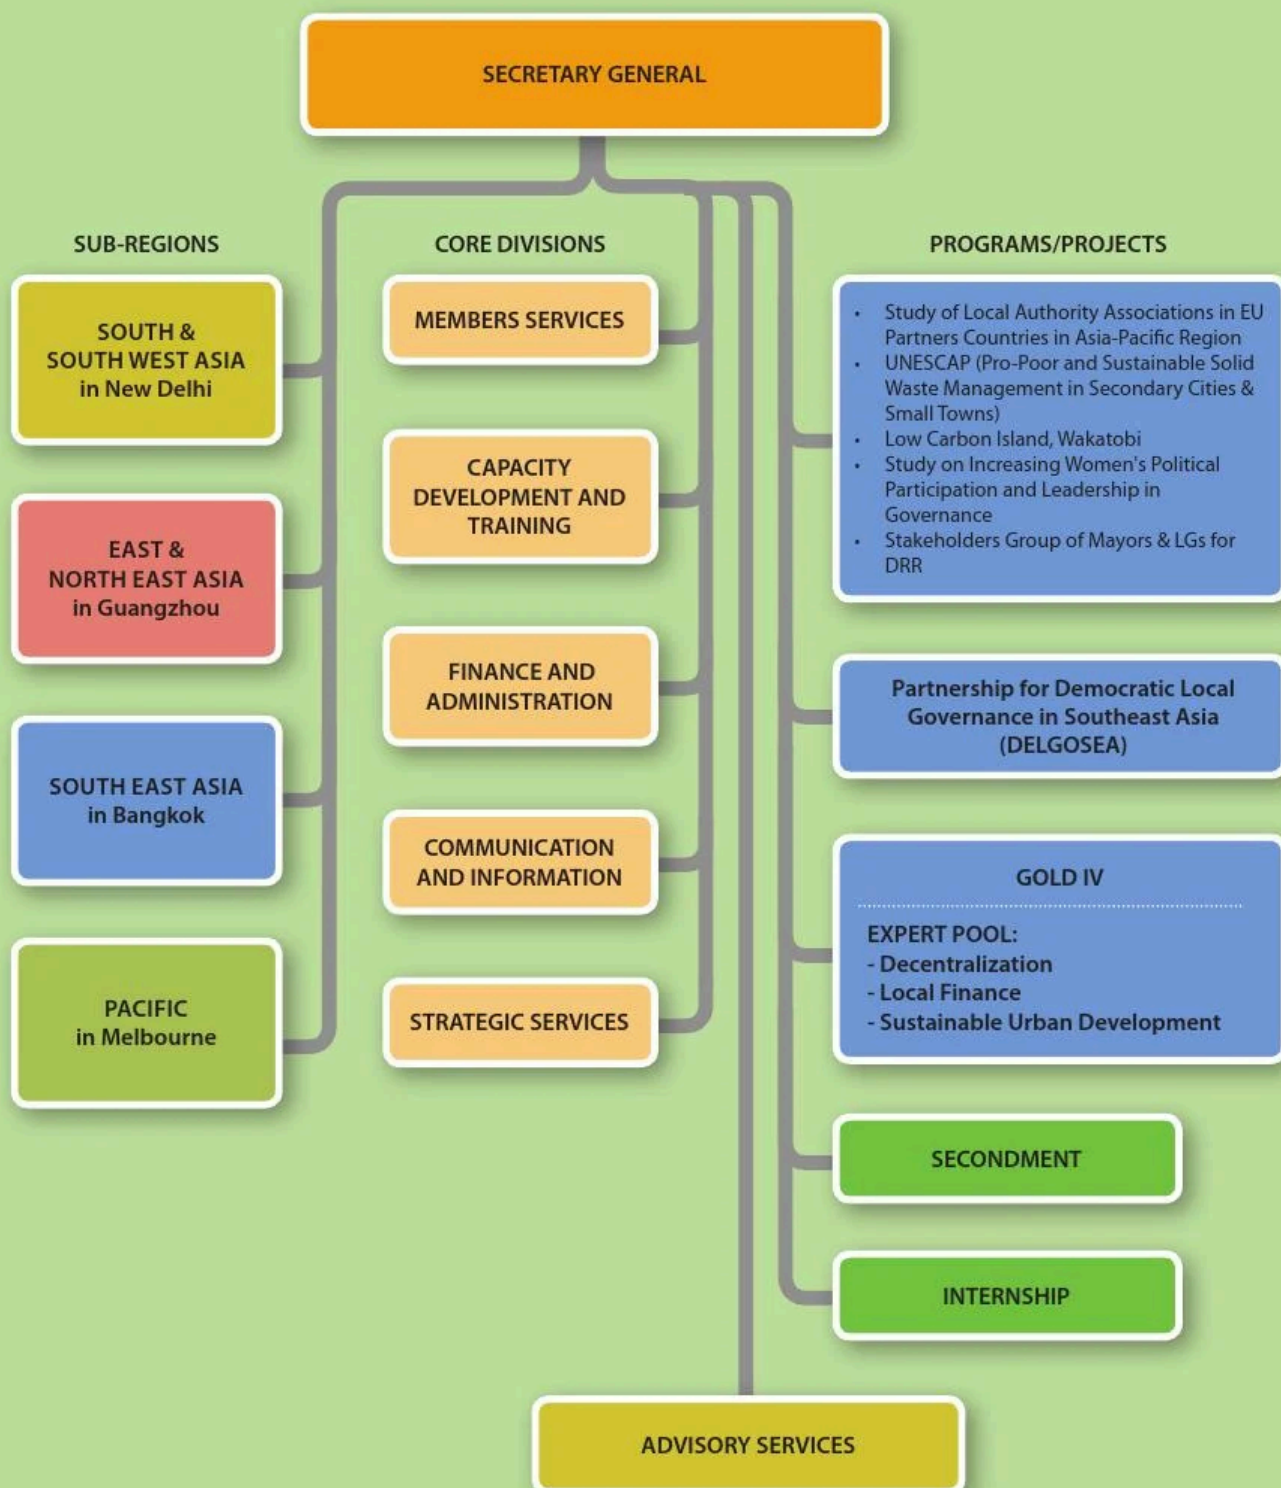 SECRETARY GENERAL
SUB-REGIONS
SOUTH &
SOUTH WEST ASIA
in New Delhi
EAST &
NORTH EAST ASIA
in Guangzhou
SOUTH EAST ASIA
in Bangkok
PACIFIC
in Melbourne
CORE DIVISIONS
MEMBERS SERVICES
CAPACITY
DEVELOPMENT AND
TRAINING
FINANCE AND
ADMINISTRATION
COMMUNICATION
AND INFORMATION
STRATEGIC SERVICES
PROGRAMS/PROJECTS
• Study of Local Authority Associations in EU
Partners Countries in Asia-Pacific Region
• UNESCAP (Pro-Poor and Sustainable Solid
Waste Management in Secondary Cities &
Small Towns)
• Low Carbon Island, Wakatobi
• Study on Increasing Women's Political
Participation and Leadership in
Governance
• Stakeholders Group of Mayors & LGs for
DRR
Partnership for Democratic Local
Governance in Southeast Asia
(DELGOSEA)
GOLD IV
EXPERT POOL:
- Decentralization
- Local Finance
- Sustainable Urban Development
SECONDMENT
INTERNSHIP
ADVISORY SERVICES